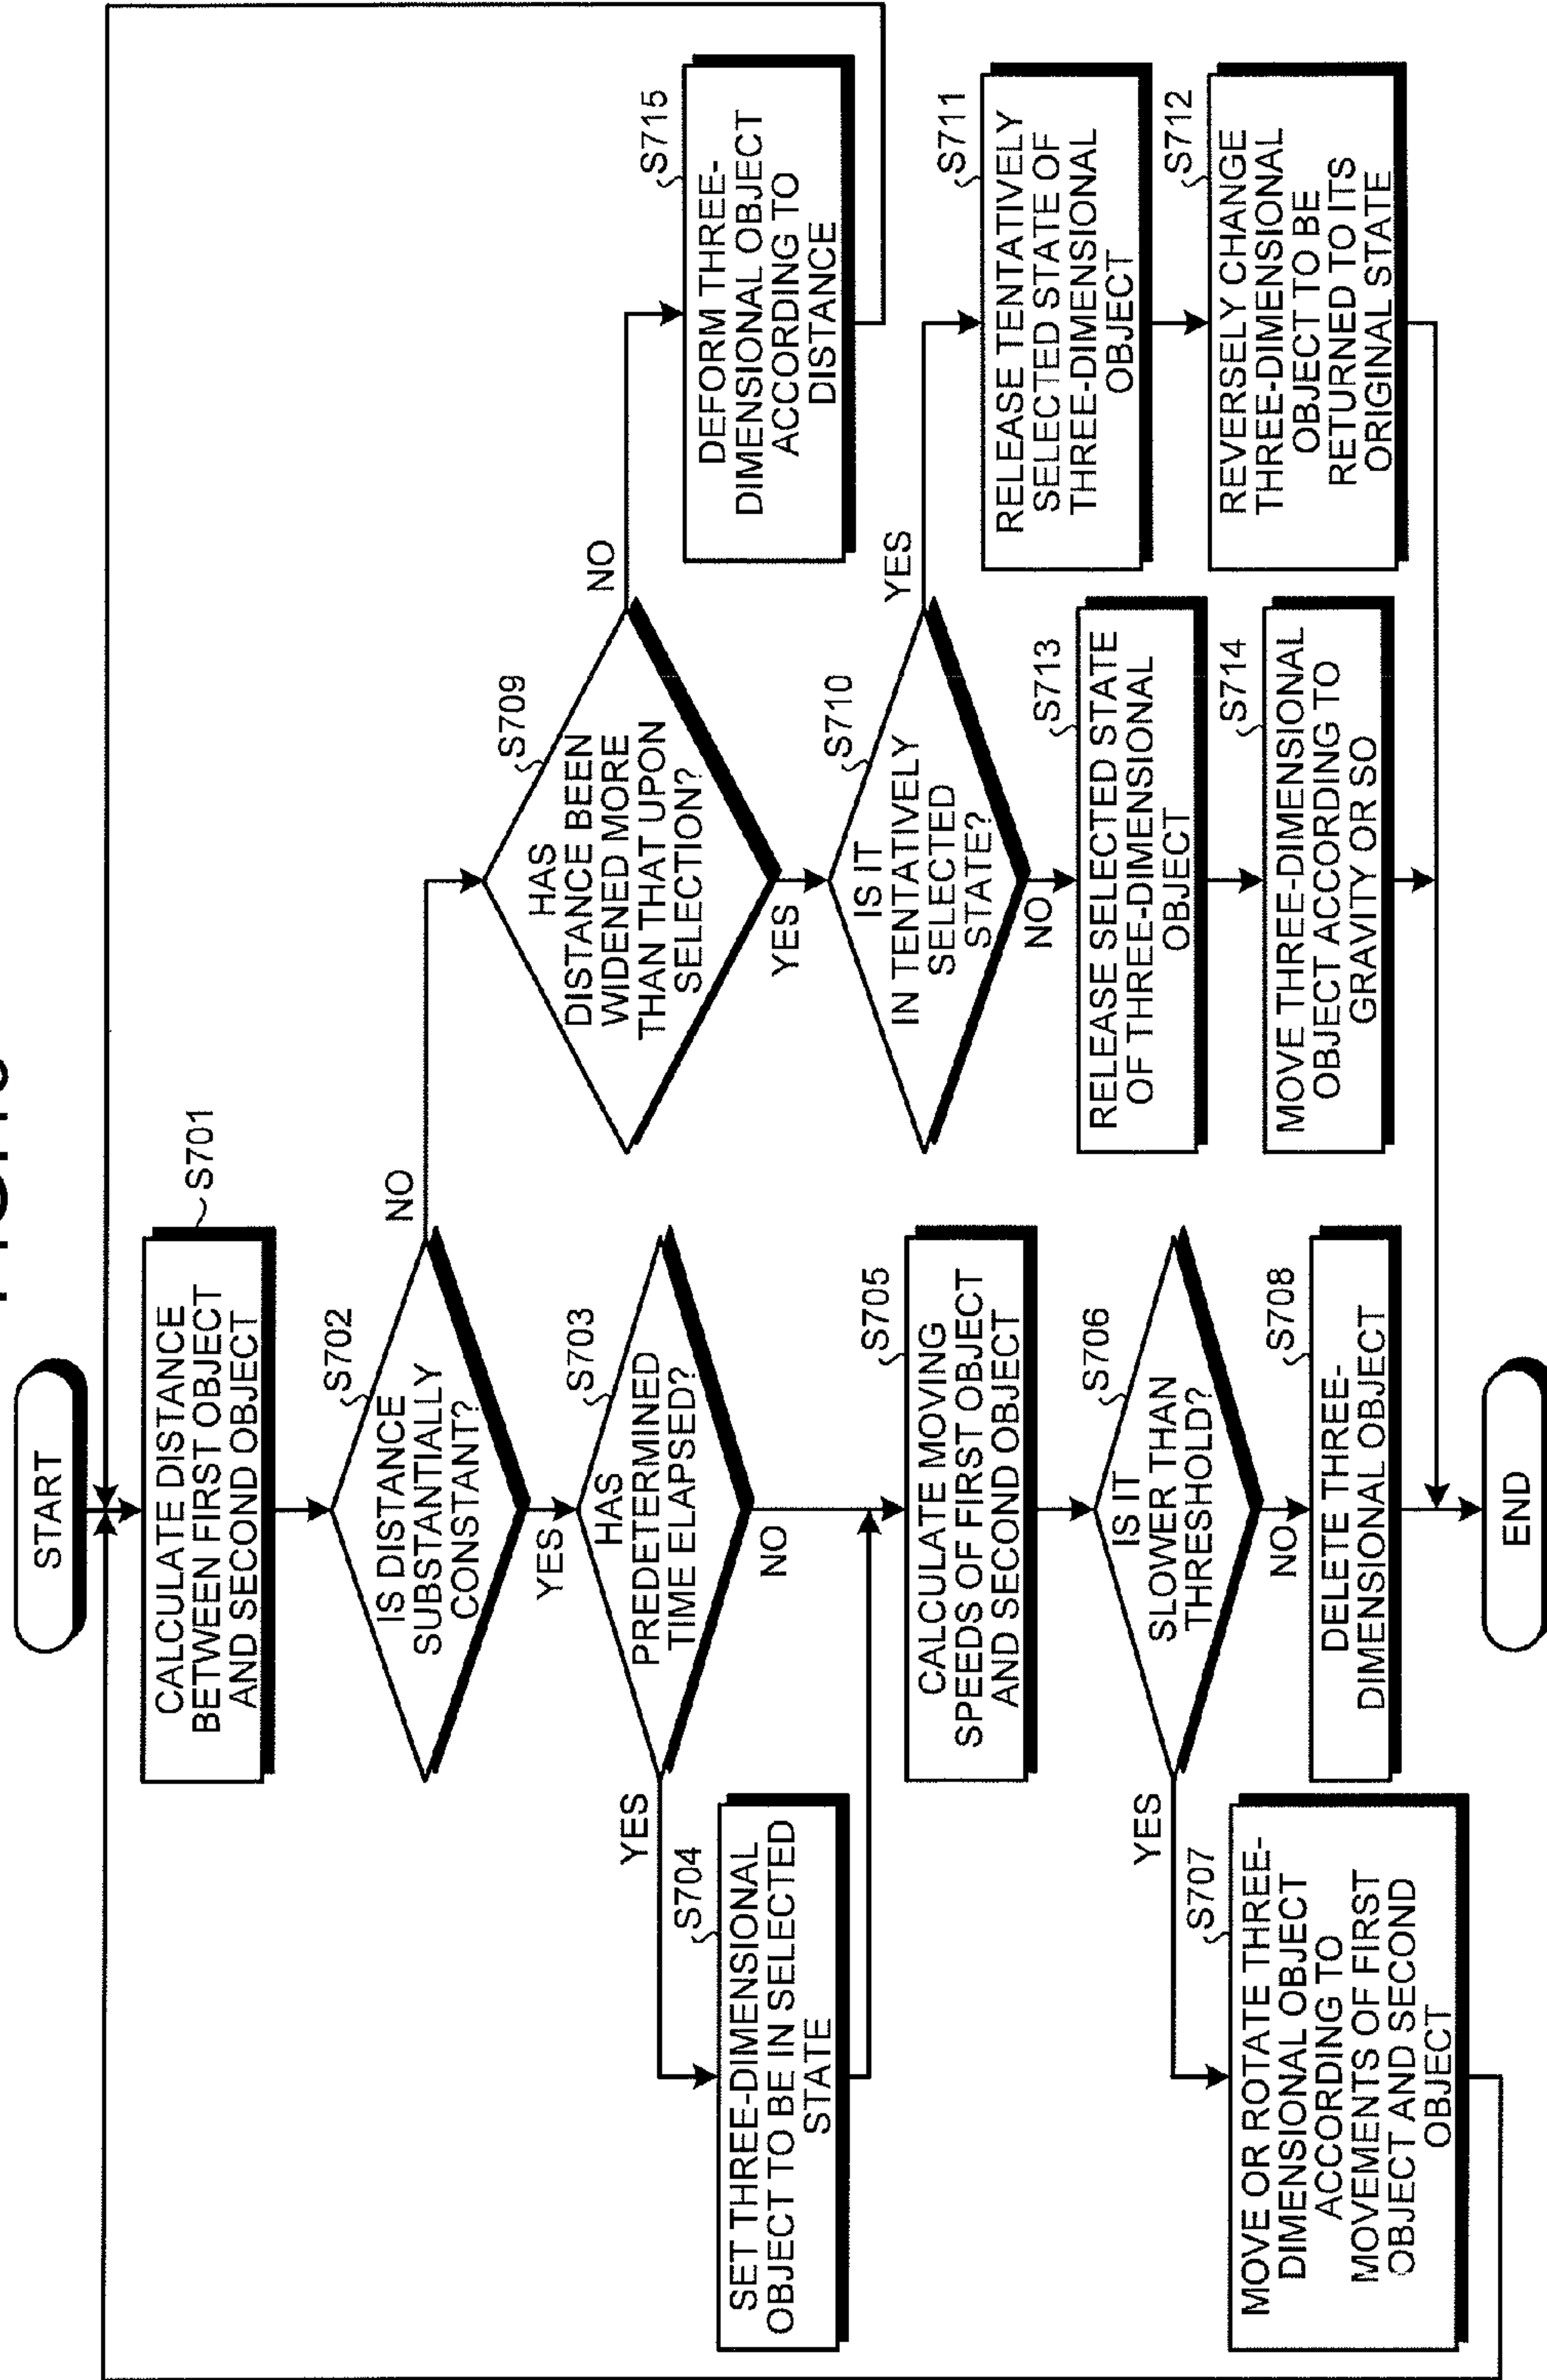 START
CALCULATE DISTANCE
BETWEEN FIRST OBJECT
AND SECOND OBJECT
S701
IS DISTANCE
SUBSTANTIALLY
CONSTANT?
S702
NO
YES
HAS
PREDETERMINED
TIME ELAPSED?
S703
YES
NO
S704
SET THREE-DIMENSIONAL
OBJECT TO BE IN SELECTED
STATE
S705
CALCULATE MOVING
SPEEDS OF FIRST OBJECT
AND SECOND OBJECT
S706
IS IT
SLOWER THAN
THRESHOLD?
YES
NO
S707
MOVE OR ROTATE THREE-
DIMENSIONAL OBJECT
ACCORDING TO
MOVEMENTS OF FIRST
OBJECT AND SECOND
OBJECT
S708
DELETE THREE-
DIMENSIONAL OBJECT
S709
HAS
DISTANCE BEEN
WIDENED MORE
THAN THAT UPON
SELECTION?
NO
YES
S715
DEFORM THREE-
DIMENSIONAL OBJECT
ACCORDING TO
DISTANCE
S710
IS IT
IN TENTATIVELY
SELECTED
STATE?
YES
NO
S711
RELEASE TENTATIVELY
SELECTED STATE OF
THREE-DIMENSIONAL
OBJECT
S712
REVERSELY CHANGE
THREE-DIMENSIONAL
OBJECT TO BE
RETURNED TO ITS
ORIGINAL STATE
S713
RELEASE SELECTED STATE
OF THREE-DIMENSIONAL
OBJECT
S714
MOVE THREE-DIMENSIONAL
OBJECT ACCORDING TO
GRAVITY OR SO
END